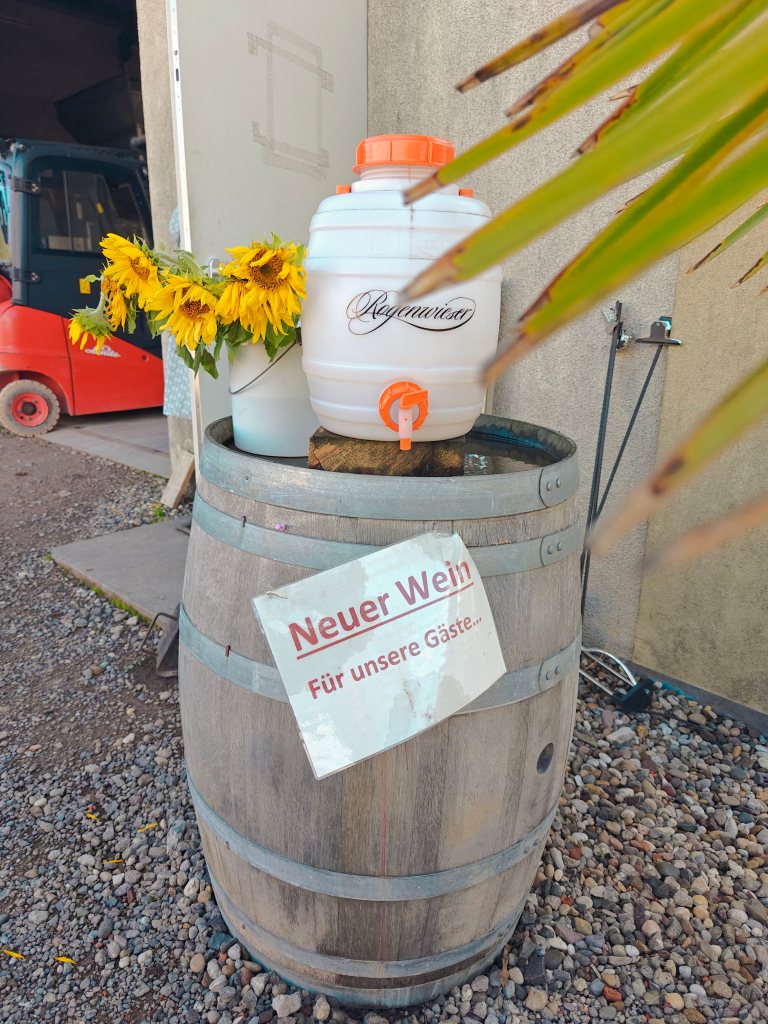 Rogenwieser
Neuer Wein
Für unsere Gäste...